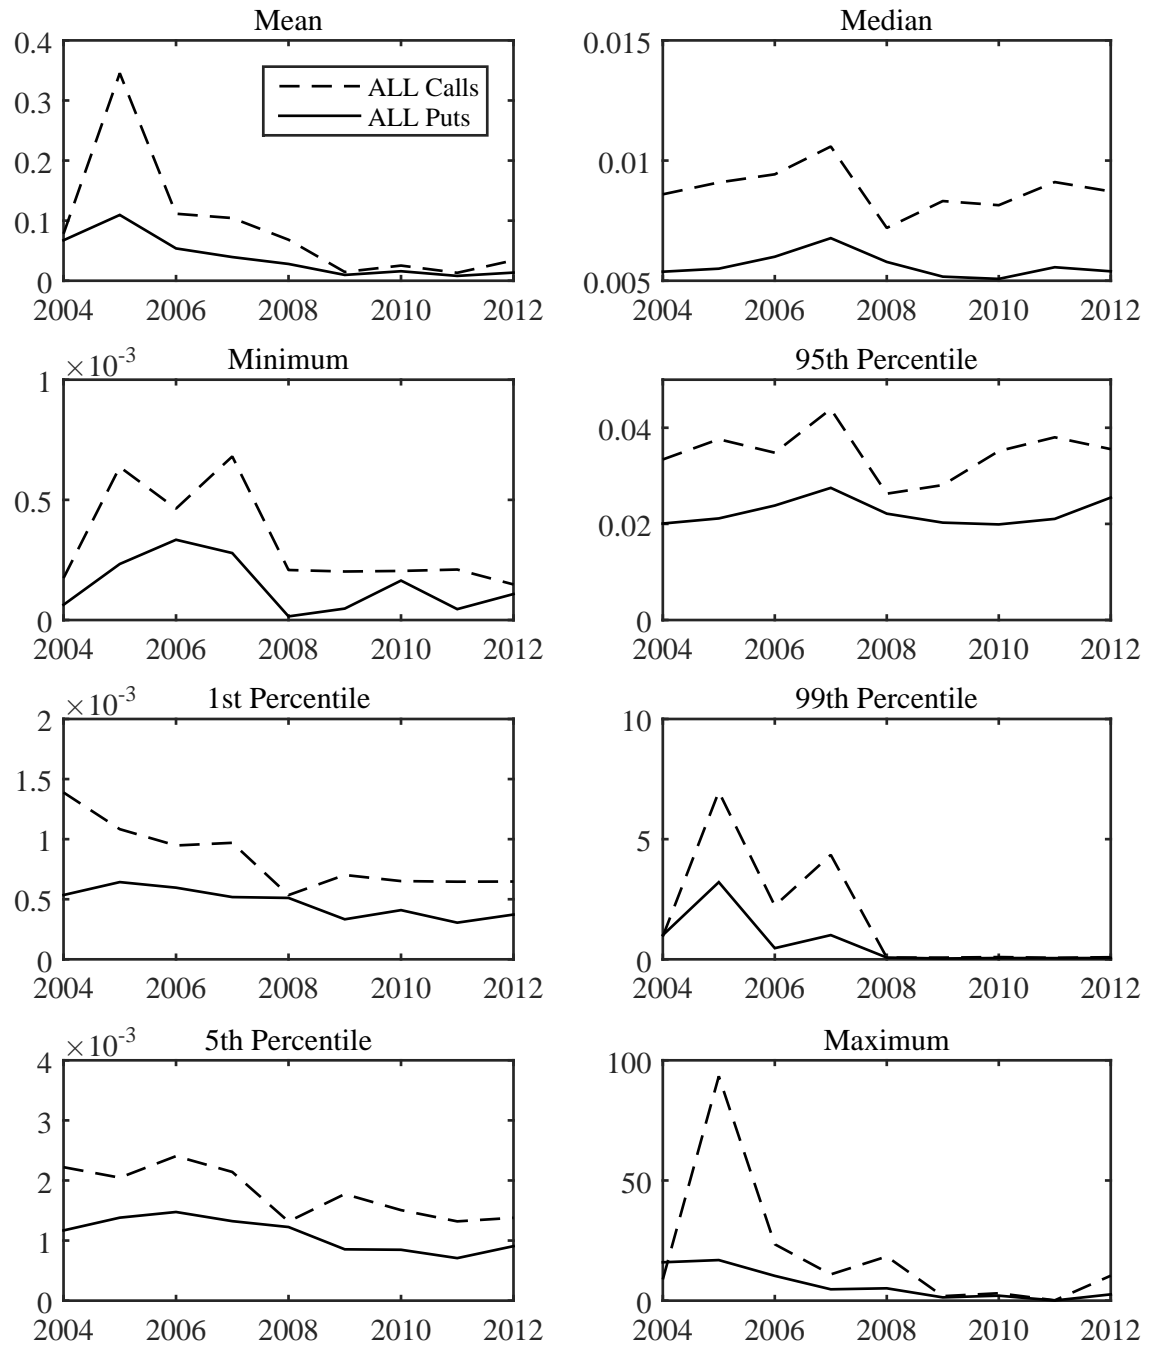 Mean
0.4
0.3
0.2
0.1
0
2004 2006 2008 2010 2012
ALL Calls
ALL Puts
Median
0.015
0.01
0.005
2004 2006 2008 2010 2012
Minimum
×10-3
1
0.5
0
2004 2006 2008 2010 2012
95th Percentile
0.04
0.02
0
2004 2006 2008 2010 2012
1st Percentile
×10-3
2
1.5
1
0.5
0
2004 2006 2008 2010 2012
99th Percentile
10
5
0
2004 2006 2008 2010 2012
5th Percentile
×10-3
4
3
2
1
0
2004 2006 2008 2010 2012
Maximum
100
50
0
2004 2006 2008 2010 2012